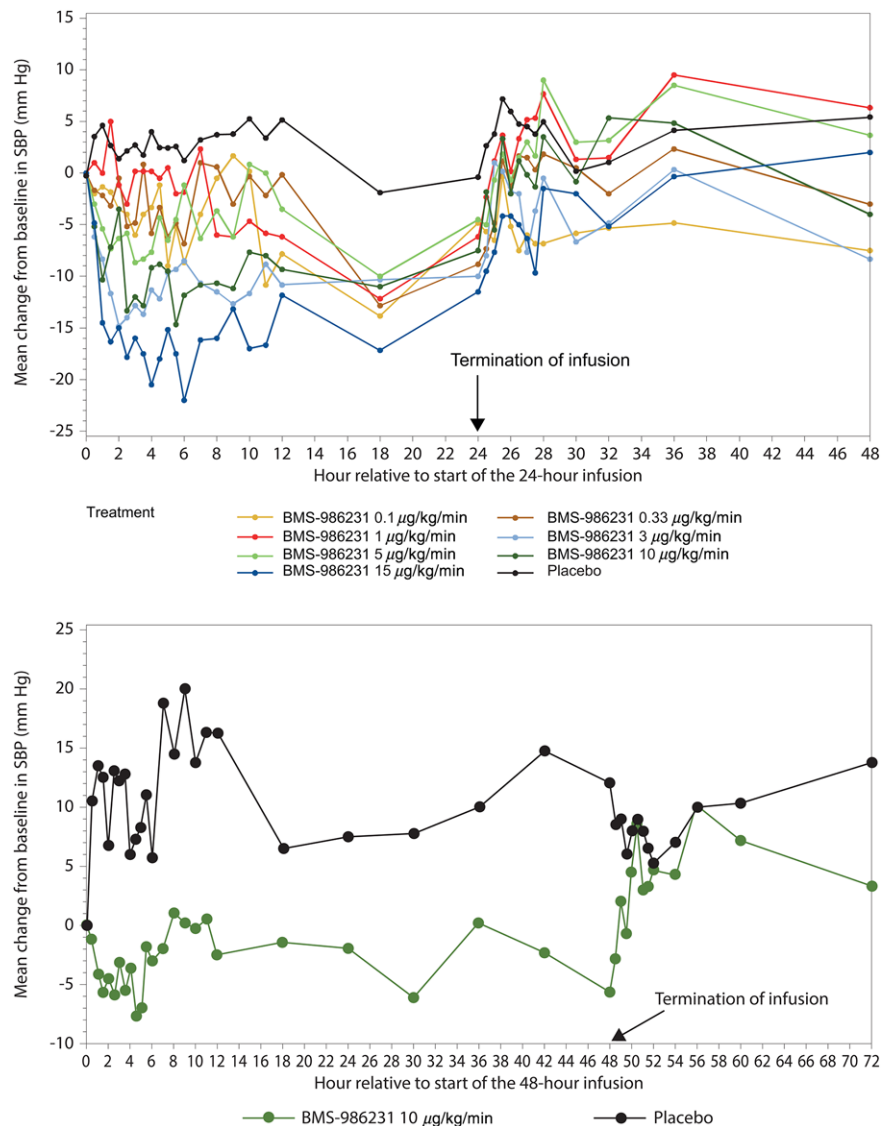 Mean change from baseline in SBP (mm Hg)
15
10
5
0
-5
-10
-15
-20
-25
Termination of infusion
0 2 4 6 8 10 12 14 16 18 20 22 24 26 28 30 32 34 36 38 40 42 44 46 48
Hour relative to start of the 24-hour infusion
Treatment
BMS-986231 0.1 µg/kg/min BMS-986231 0.33 µg/kg/min
BMS-986231 1 µg/kg/min BMS-986231 3 µg/kg/min
BMS-986231 5 µg/kg/min BMS-986231 10 µg/kg/min
BMS-986231 15 µg/kg/min Placebo
Mean change from baseline in SBP (mm Hg)
25
20
15
10
5
0
-5
-10
Termination of infusion
0 2 4 6 8 10 12 14 16 18 20 22 24 26 28 30 32 34 36 38 40 42 44 46 48 50 52 54 56 58 60 62 64 66 68 70 72
Hour relative to start of the 48-hour infusion
BMS-986231 10 µg/kg/min Placebo